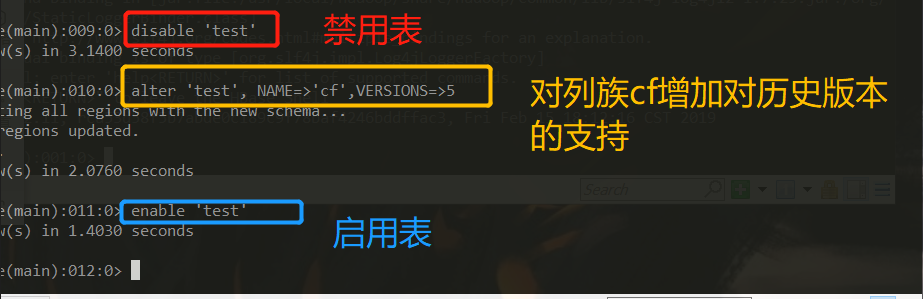 e(main):009:0> disable 'test' 禁用表
w(s) in 3.1400 seconds
e(main):010:0> alter 'test', NAME=>'cf',VERSIONS=>5
对列族cf增加对历史版本
的支持
ting all regions with the new schema...
regions updated.
w(s) in 2.0760 seconds
Search
e(main):011:0> enable 'test'
启用表
w(s) in 1.4030 seconds
e(main):012:0>